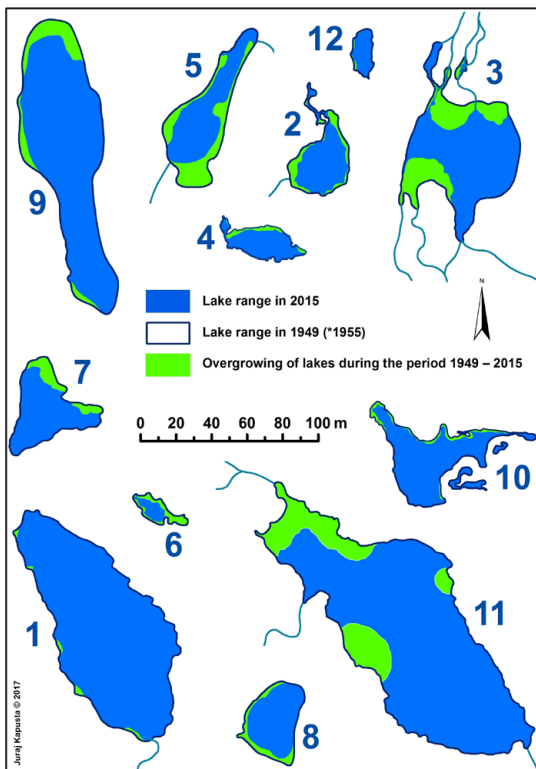 12
5
3
2
9
4
N
Lake range in 2015
Lake range in 1949 (*1955)
Overgrowing of lakes during the period 1949 – 2015
7
0 20 40 60 80 100 m
10
6
11
1
8
Juraj Kapusta © 2017